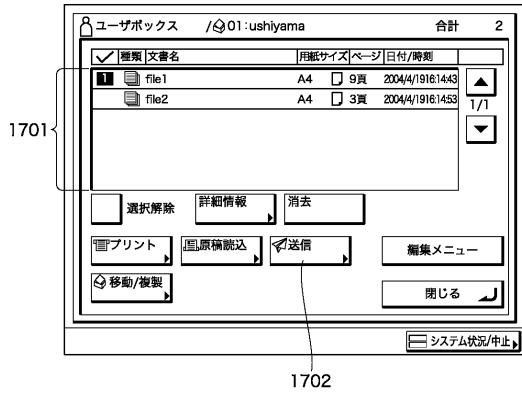 ユーザボックス /01:ushiyama 合計 2
種類 文書名 用紙サイズ ページ 日付/時刻
1 file1 A4 9頁 2004/4/1916:14:43
file2 A4 3頁 2004/4/1916:14:53
1/1
1701
選択解除 詳細情報 消去
プリント 原稿読込 送信 編集メニュー
移動/複製 閉じる
システム状況/中止
1702